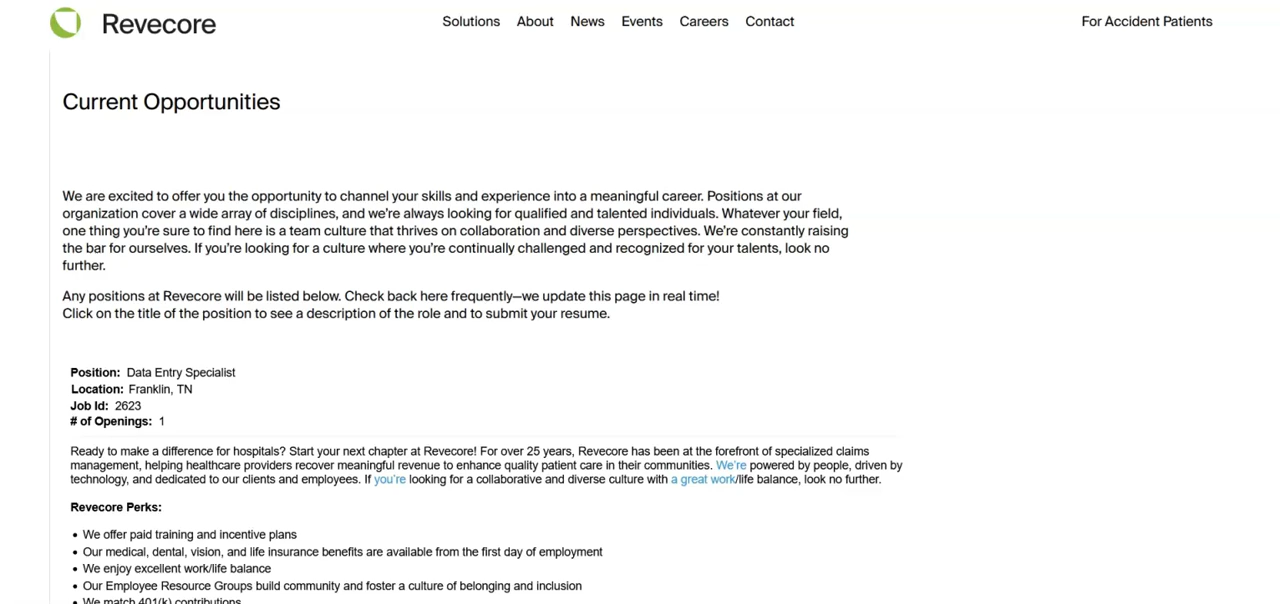 Revecore
Solutions About News Events Careers Contact
For Accident Patients
Current Opportunities
We are excited to offer you the opportunity to channel your skills and experience into a meaningful career. Positions at our
organization cover a wide array of disciplines, and we're always looking for qualified and talented individuals. Whatever your field,
one thing you're sure to find here is a team culture that thrives on collaboration and diverse perspectives. We're constantly raising
the bar for ourselves. If you're looking for a culture where you're continually challenged and recognized for your talents, look no
further.
Any positions at Revecore will be listed below. Check back here frequently—we update this page in real time!
Click on the title of the position to see a description of the role and to submit your resume.
Position: Data Entry Specialist
Location: Franklin, TN
Job Id: 2623
# of Openings: 1
Ready to make a difference for hospitals? Start your next chapter at Revecore! For over 25 years, Revecore has been at the forefront of specialized claims
management, helping healthcare providers recover meaningful revenue to enhance quality patient care in their communities. We're powered by people, driven by
technology, and dedicated to our clients and employees. If you're looking for a collaborative and diverse culture with a great work/life balance, look no further.
Revecore Perks:
• We offer paid training and incentive plans
• Our medical, dental, vision, and life insurance benefits are available from the first day of employment
• We enjoy excellent work/life balance
• Our Employee Resource Groups build community and foster a culture of belonging and inclusion
• We match 401(k) contributions